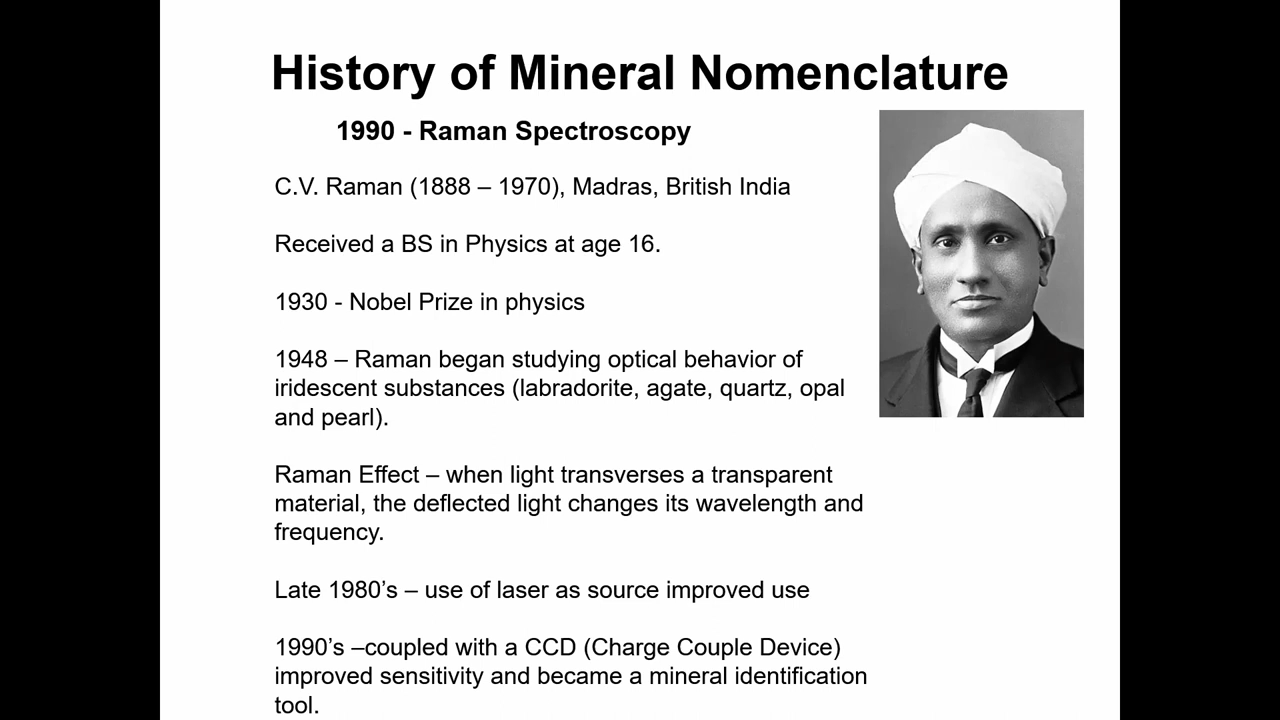 History of Mineral Nomenclature
1990 - Raman Spectroscopy
C.V. Raman (1888 – 1970), Madras, British India
Received a BS in Physics at age 16.
1930 - Nobel Prize in physics
1948 – Raman began studying optical behavior of
iridescent substances (labradorite, agate, quartz, opal
and pearl).
Raman Effect – when light transverses a transparent
material, the deflected light changes its wavelength and
frequency.
Late 1980’s – use of laser as source improved use
1990’s –coupled with a CCD (Charge Couple Device)
improved sensitivity and became a mineral identification
tool.